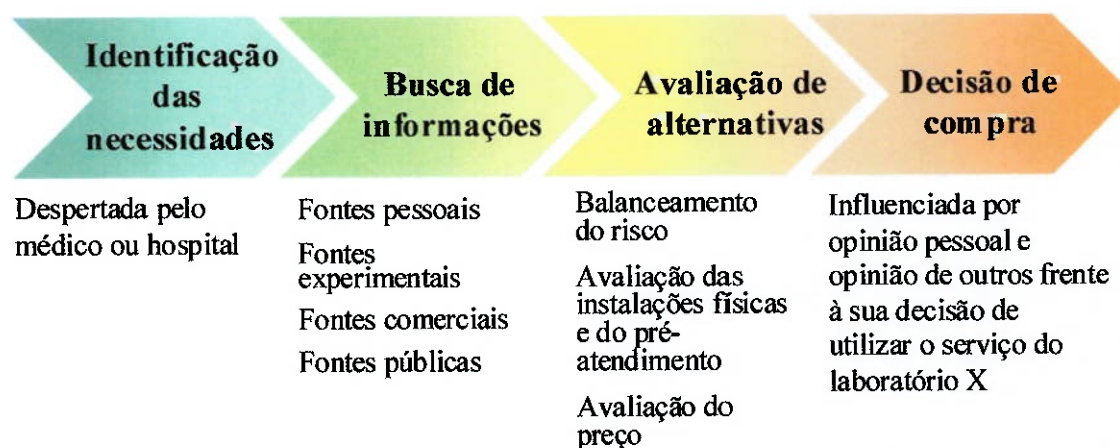 Identificação
das
necessidades
Busca de
informações
Avaliação de
alternativas
Decisão de
compra
Despertada pelo
médico ou hospital
Fontes pessoais
Fontes
experimentais
Fontes comerciais
Fontes públicas
Balanceamento
do risco
Avaliação das
instalações físicas
e do pré-
atendimento
Avaliação do
preço
Influenciada por
opinião pessoal e
opinião de outros frente
à sua decisão de
utilizar o serviço do
laboratório X